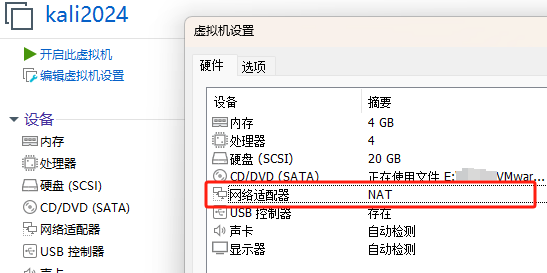 kali2024
开启此虚拟机
编辑虚拟机设置
设备
内存
处理器
硬盘 (SCSI)
CD/DVD (SATA)
网络适配器
USB 控制器
声卡
虚拟机设置
硬件 选项
设备 摘要
内存 4 GB
处理器 4
硬盘 (SCSI) 20 GB
CD/DVD (SATA) 正在使用文件 E: VMwar...
网络适配器 NAT
USB 控制器 存在
声卡 自动检测
显示器 自动检测